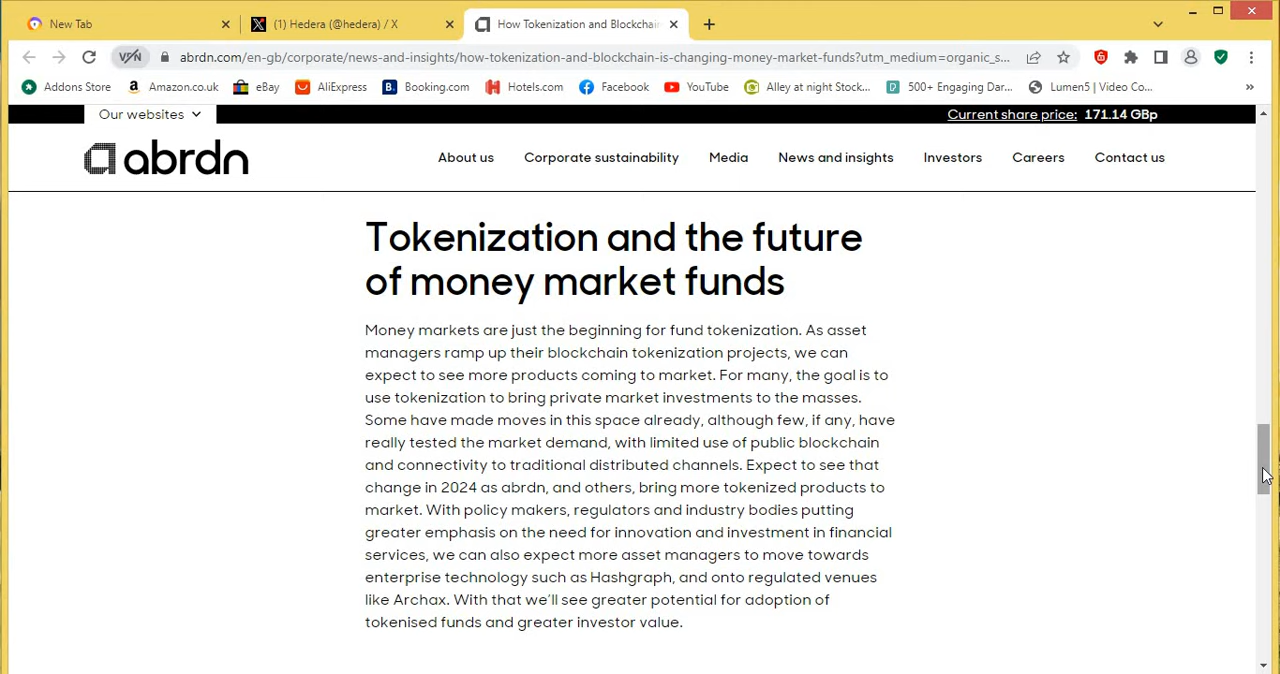 New Tab
(1) Hedera (@hedera) / X
How Tokenization and Blockchai
VPN
abrdn.com/en-gb/corporate/news-and-insights/how-tokenization-and-blockchain-is-changing-money-market-funds?utm_medium=organic_s...
Addons Store
Amazon.co.uk
eBay
AliExpress
Booking.com
Hotels.com
Facebook
YouTube
Alley at night Stock...
500+ Engaging Dar...
Lumen5 | Video Co...
Our websites
Current share price: 171.14 GBp
abrdn
About us
Corporate sustainability
Media
News and insights
Investors
Careers
Contact us
Tokenization and the future
of money market funds
Money markets are just the beginning for fund tokenization. As asset
managers ramp up their blockchain tokenization projects, we can
expect to see more products coming to market. For many, the goal is to
use tokenization to bring private market investments to the masses.
Some have made moves in this space already, although few, if any, have
really tested the market demand, with limited use of public blockchain
and connectivity to traditional distributed channels. Expect to see that
change in 2024 as abrdn, and others, bring more tokenized products to
market. With policy makers, regulators and industry bodies putting
greater emphasis on the need for innovation and investment in financial
services, we can also expect more asset managers to move towards
enterprise technology such as Hashgraph, and onto regulated venues
like Archax. With that we'll see greater potential for adoption of
tokenised funds and greater investor value.